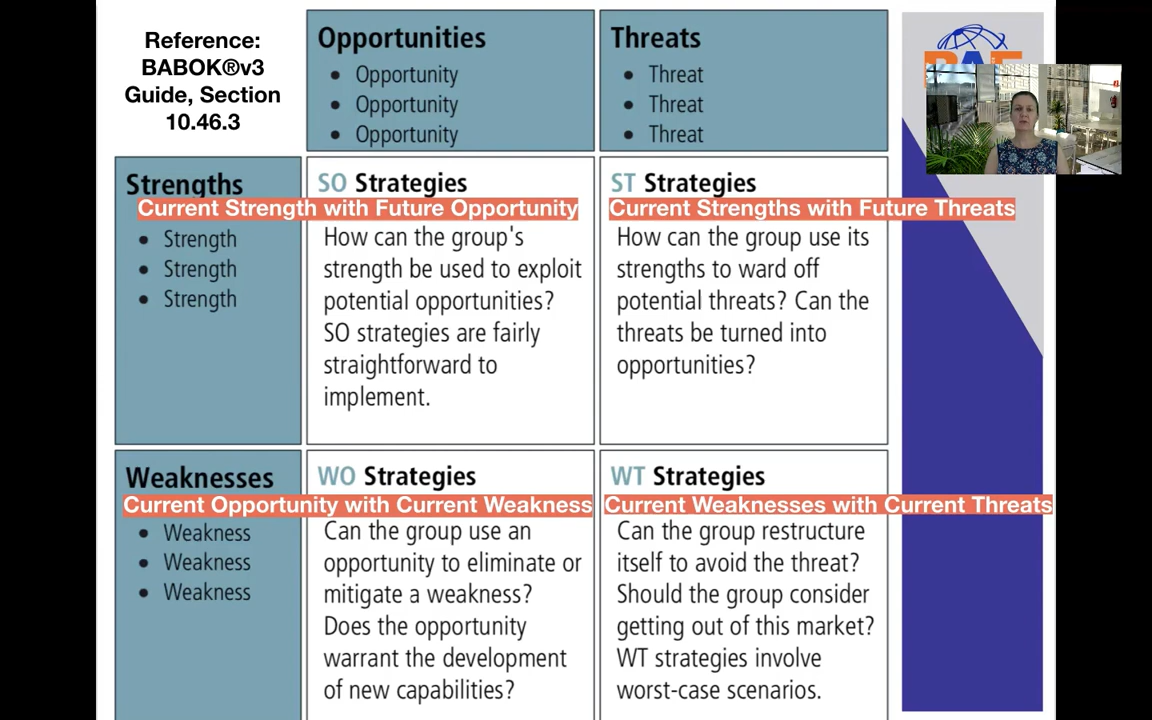 Reference:
BABOK®v3
Guide, Section
10.46.3
Opportunities
• Opportunity
• Opportunity
• Opportunity
Threats
• Threat
• Threat
• Threat
Strengths
• Strength
• Strength
• Strength
SO Strategies
Current Strength with Future Opportunity
How can the group's
strength be used to exploit
potential opportunities?
SO strategies are fairly
straightforward to
implement.
ST Strategies
Current Strengths with Future Threats
How can the group use its
strengths to ward off
potential threats? Can the
threats be turned into
opportunities?
Weaknesses
• Weakness
• Weakness
• Weakness
WO Strategies
Current Opportunity with Current Weakness
Can the group use an
opportunity to eliminate or
mitigate a weakness?
Does the opportunity
warrant the development
of new capabilities?
WT Strategies
Current Weaknesses with Current Threats
Can the group restructure
itself to avoid the threat?
Should the group consider
getting out of this market?
WT strategies involve
worst-case scenarios.